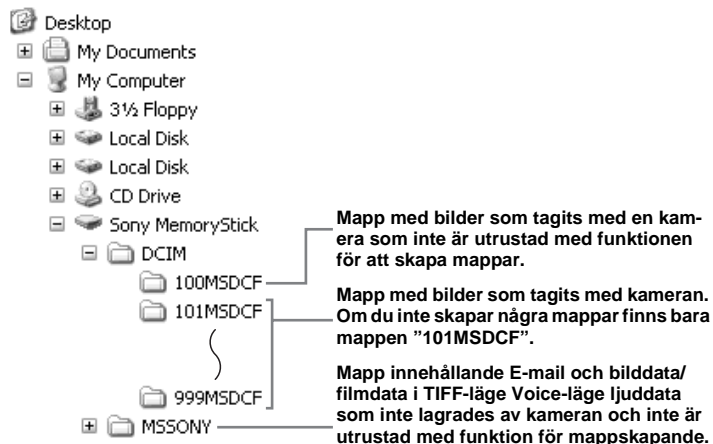 Desktop
My Documents
My Computer
3½ Floppy
Local Disk
Local Disk
CD Drive
Sony MemoryStick
DCIM
100MSDCF
101MSDCF
999MSDCF
MSSONY
Mapp med bilder som tagits med en kam-
era som inte är utrustad med funktionen
för att skapa mappar.
Mapp med bilder som tagits med kameran.
Om du inte skapar några mappar finns bara
mappen ”101MSDCF”.
Mapp innehållande E-mail och bilddata/
filmdata i TIFF-läge Voice-läge ljuddata
som inte lagrades av kameran och inte är
utrustad med funktion för mappskapande.